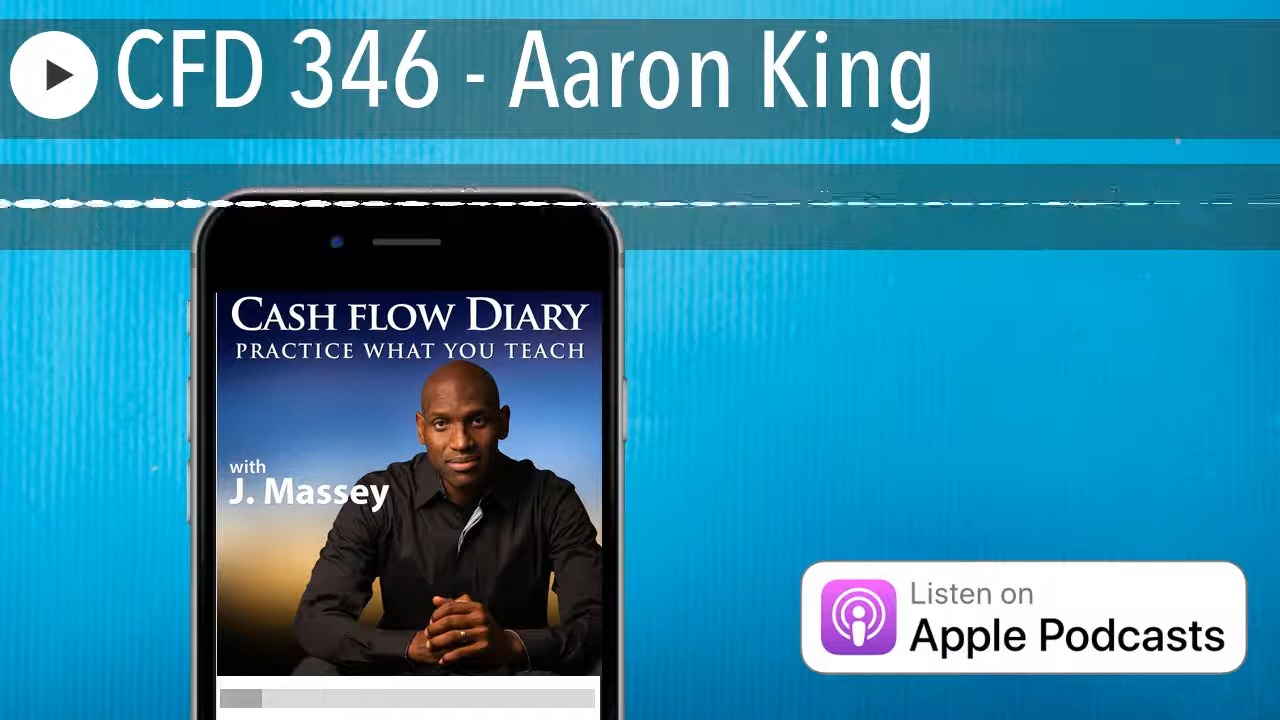 CFD 346 - Aaron King
CASH FLOW DIARY
PRACTICE WHAT YOU TEACH
with
J. Massey
Listen on
Apple Podcasts